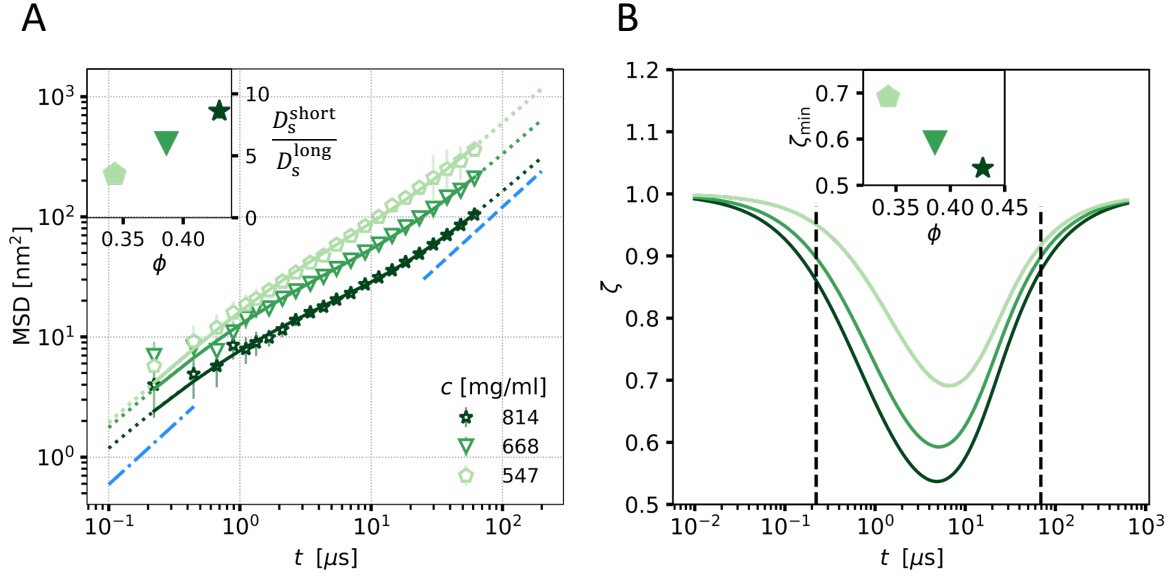 A
B
MSD [nm²]
10³
10²
10¹
10⁰
10
5
0
D_s^short
D_s^long
0.35 0.40
ϕ
c [mg/ml]
814
668
547
10⁻¹ 10⁰ 10¹ 10²
t [μs]
ζ
1.2
1.1
1.0
0.9
0.8
0.7
0.6
0.5
ζ_min
0.7
0.6
0.5
0.35 0.40 0.45
ϕ
10⁻² 10⁻¹ 10⁰ 10¹ 10² 10³
t [μs]